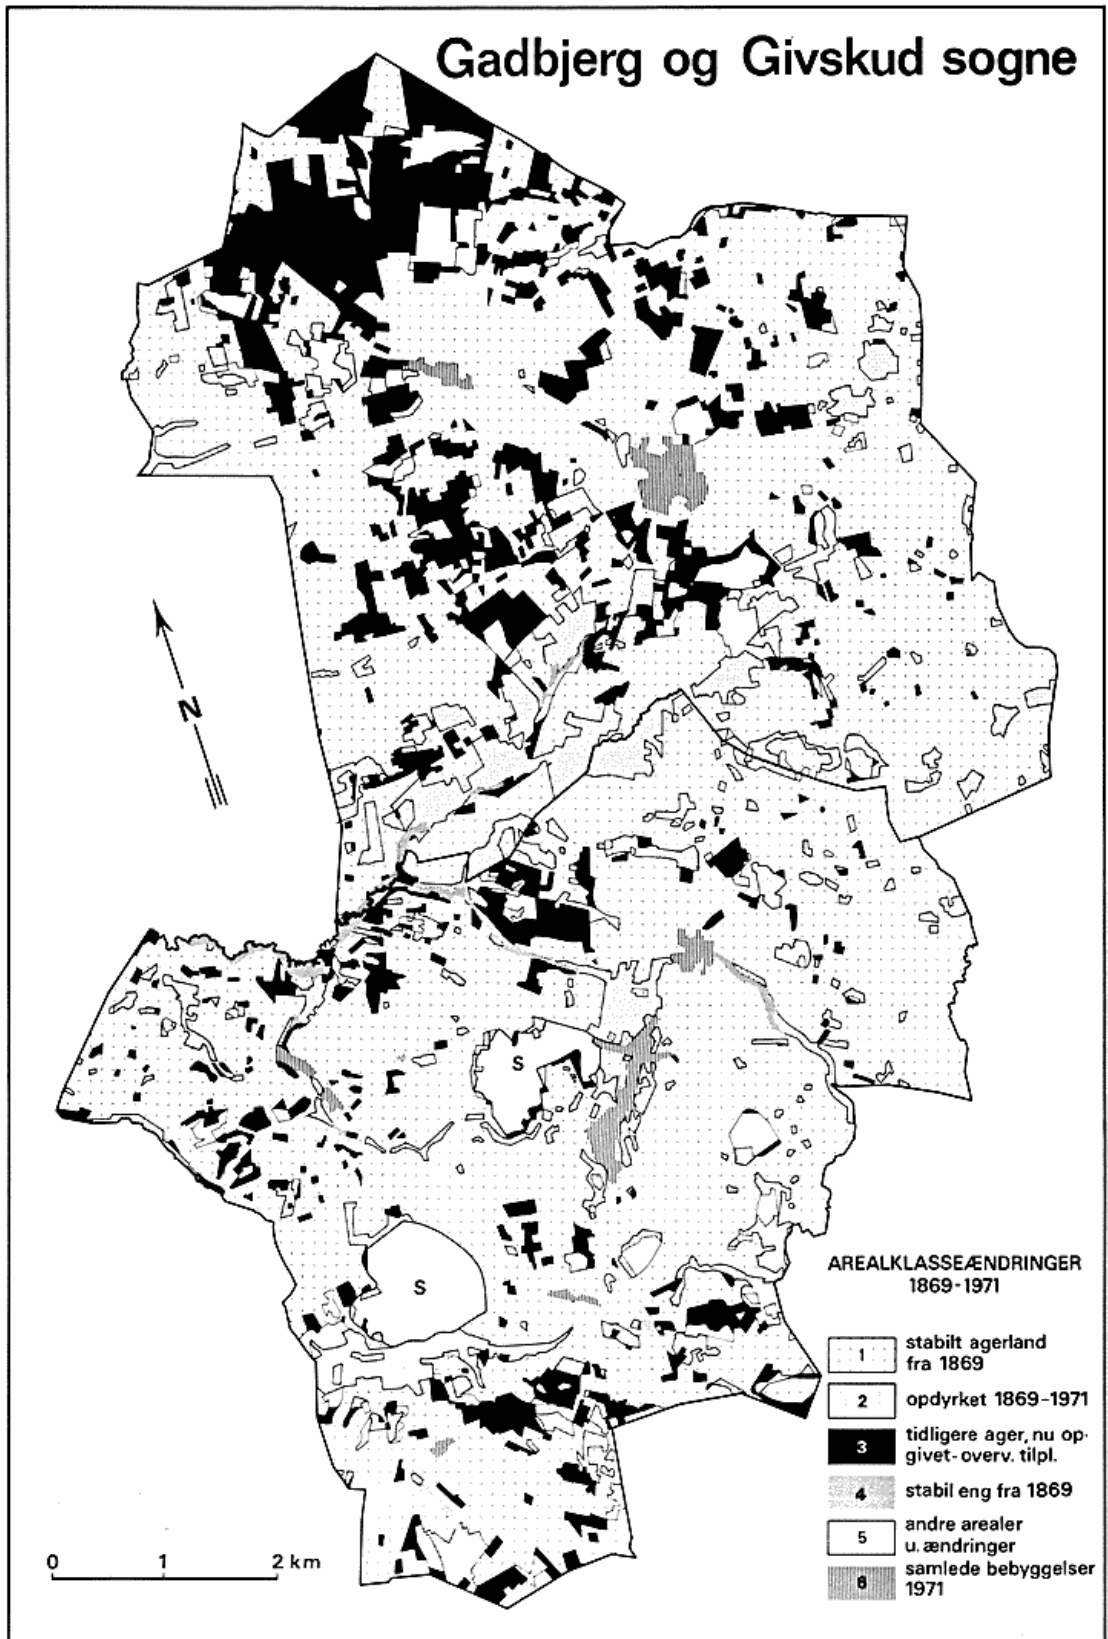 Gadbjerg og Givskud sogne
N
S
S
AREALKLASSEÆNDRINGER
1869-1971
1 stabilt agerland
fra 1869
2 opdyrket 1869-1971
3 tidligere ager, nu op-
givet-overv. tilpl.
4 stabil eng fra 1869
5 andre arealer
u. ændringer
6 samlede bebyggelser
1971
0 1 2 km